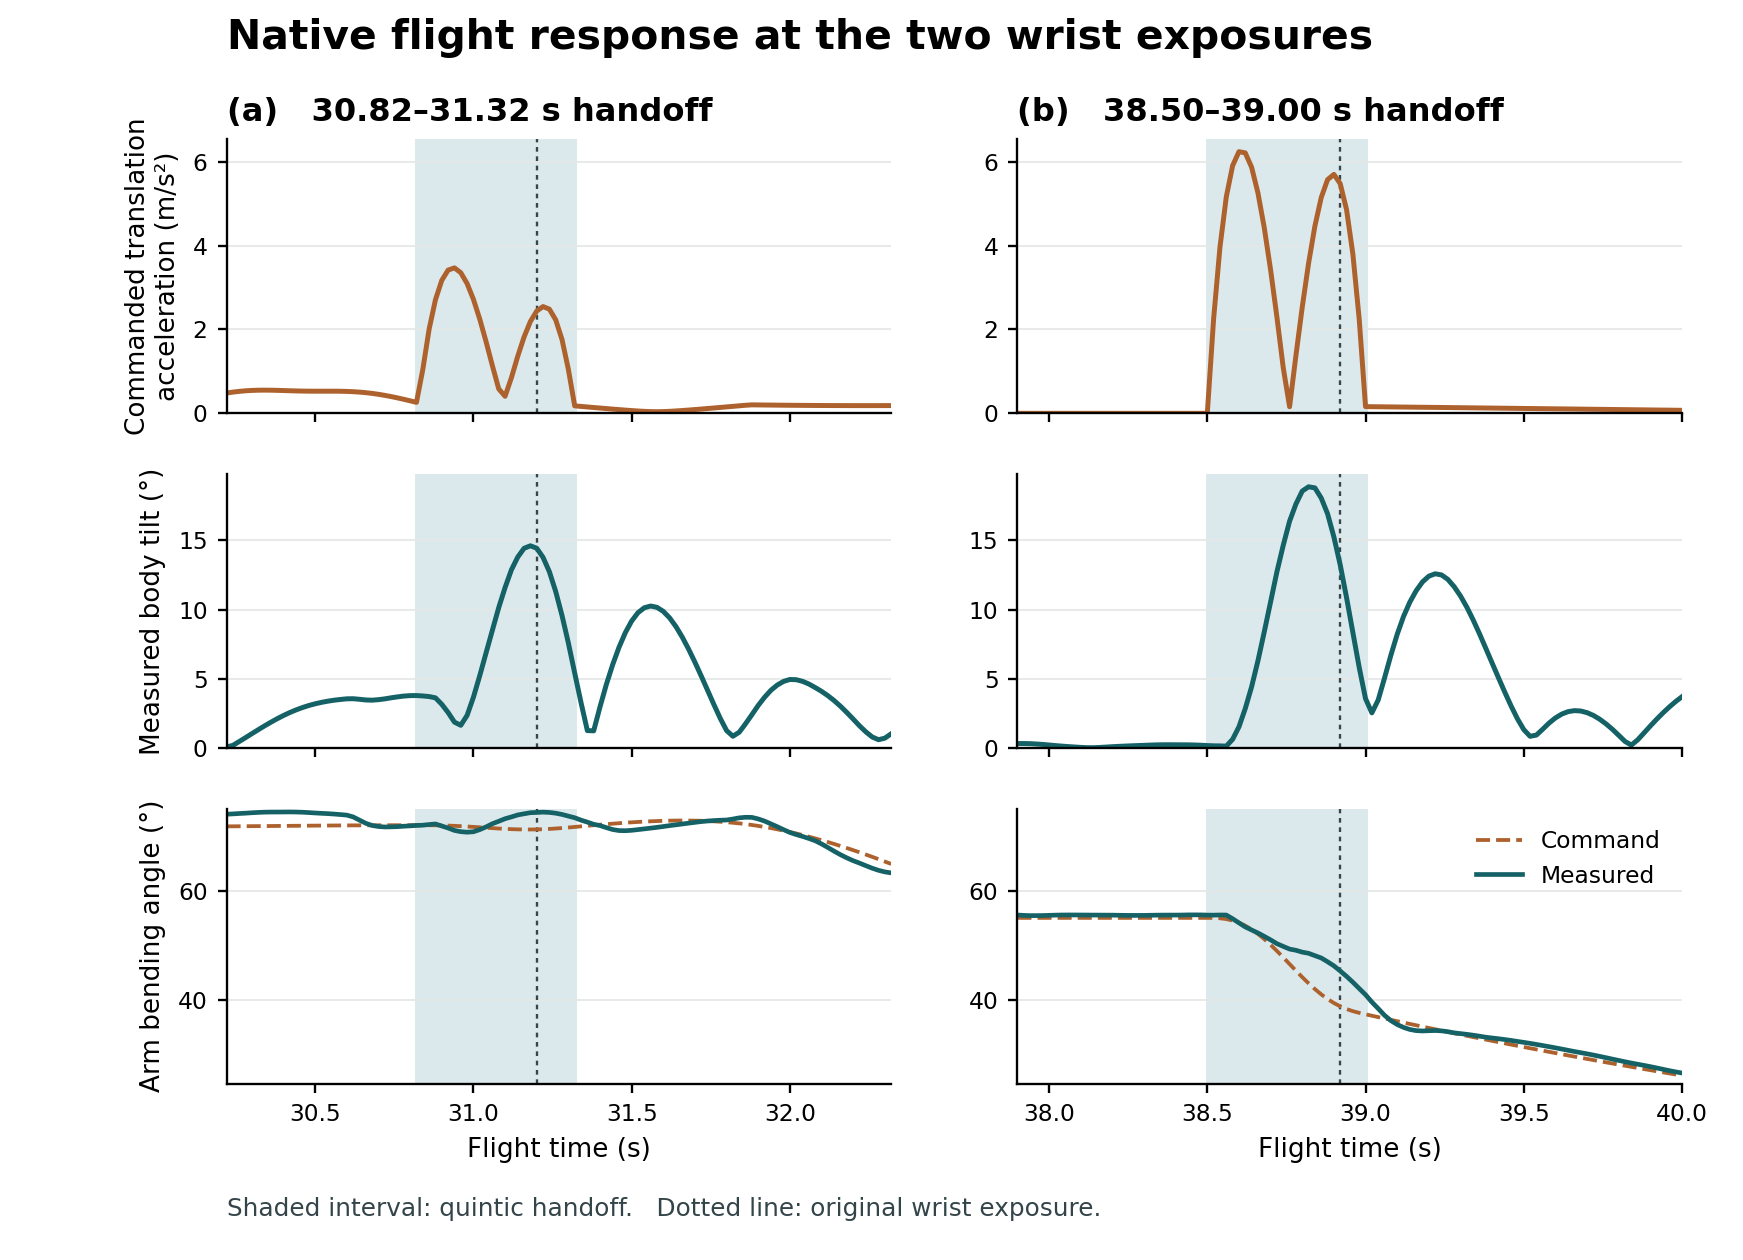 Native flight response at the two wrist exposures
(a) 30.82–31.32 s handoff
(b) 38.50–39.00 s handoff
Commanded translation
acceleration (m/s²)
6
4
2
0
6
4
2
0
Measured body tilt (°)
15
10
5
0
15
10
5
0
Arm bending angle (°)
60
40
60
40
Command
Measured
30.5 31.0 31.5 32.0
38.0 38.5 39.0 39.5 40.0
Flight time (s)
Flight time (s)
Shaded interval: quintic handoff. Dotted line: original wrist exposure.